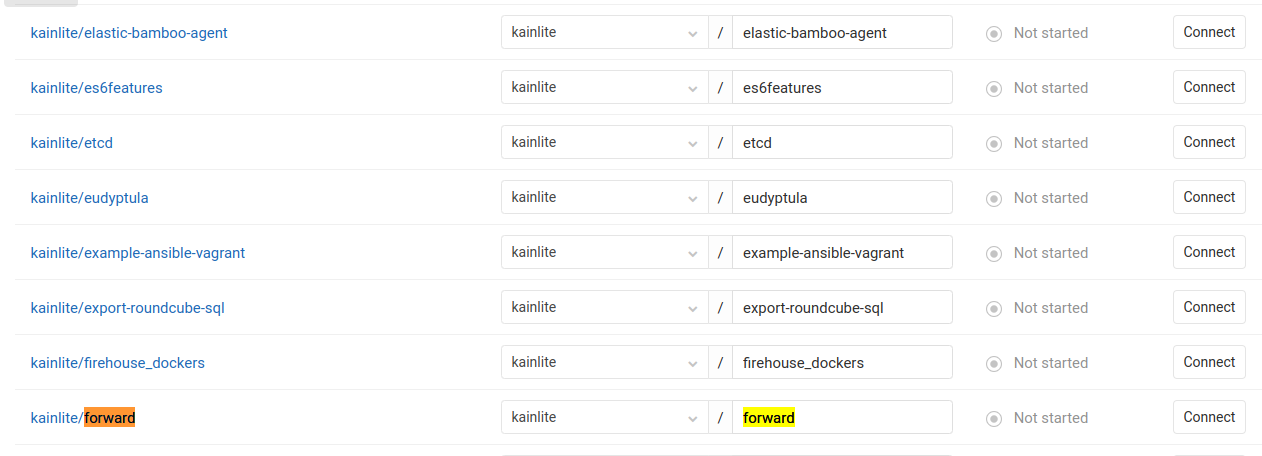 kainlite/elastic-bamboo-agent kainlite / elastic-bamboo-agent Not started Connect
kainlite/es6features kainlite / es6features Not started Connect
kainlite/etcd kainlite / etcd Not started Connect
kainlite/eudyptula kainlite / eudyptula Not started Connect
kainlite/example-ansible-vagrant kainlite / example-ansible-vagrant Not started Connect
kainlite/export-roundcube-sql kainlite / export-roundcube-sql Not started Connect
kainlite/firehouse_dockers kainlite / firehouse_dockers Not started Connect
kainlite/forward kainlite / forward Not started Connect